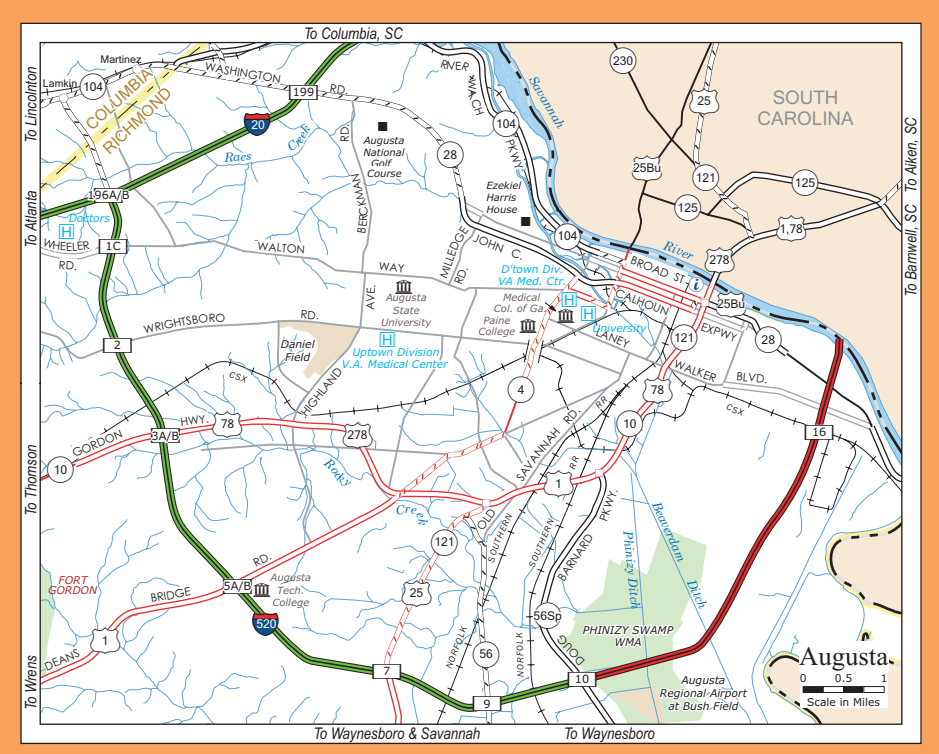 To Columbia, SC
To Lincolnton
To Atlanta
To Thomson
To Wrens
To Aiken, SC
To Barnwell, SC
To Waynesboro & Savannah
To Waynesboro
Martinez
Lamkin
104
COLUMBIA
RICHMOND
WASHINGTON
RD.
199
20
Raes
Creek
RD.
BERCKMAN
AVE.
Augusta
National
Golf
Course
28
RIVER
WATCH
PKWY.
104
Savannah
230
25
SOUTH
CAROLINA
25Bu
121
125
125
1,78
278
Ezekiel
Harris
House
104
River
196A/B
Doctors
H
WHEELER
RD.
1C
WALTON
WAY
MILLEDGE
RD.
JOHN
C.
CALHOUN
EXPWY
BROAD ST
i
25Bu
D'town Div.
VA Med. Ctr.
H
Medical
Col. of Ga.
Paine
College
H
University
LANEY
WALKER
BLVD.
121
28
Augusta
State
University
WRIGHTSBORO
RD.
2
Daniel
Field
H
Uptown Division
V.A. Medical Center
CSX
HIGHLAND
4
78
CSX
RR
10
16
GORDON
HWY.
78
3A/B
278
10
Rocky
Creek
OLD
SAVANNAH
RD.
1
RR
SOUTHERN
SOUTHERN
NORFOLK
NORFOLK
121
25
DOUG
BARNARD
PKWY.
Phinizy Ditch
Beaverdam
Ditch
FORT
GORDON
DEANS
BRIDGE
RD.
1
5A/B
Augusta
Tech.
College
520
56
56Sp
PHINIZY SWAMP
WMA
7
9
10
Augusta
Regional Airport
at Bush Field
Augusta
0 0.5 1
Scale in Miles